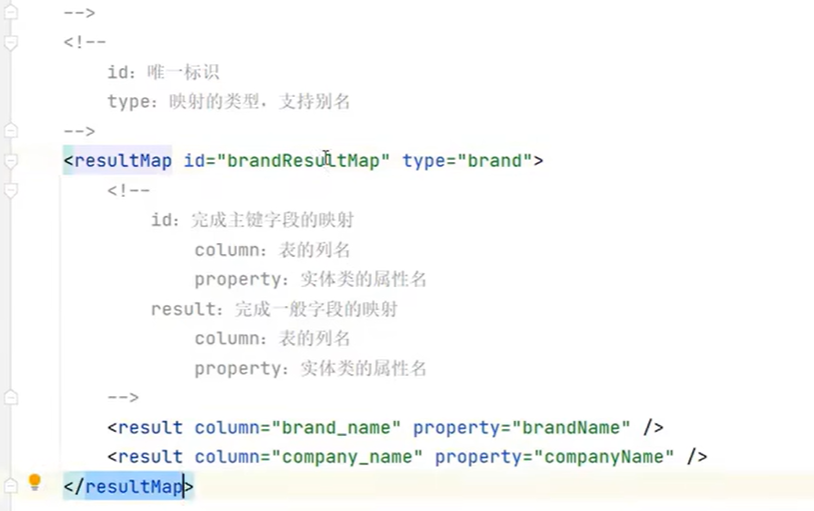 -->
<!--
id：唯一标识
type：映射的类型，支持别名
-->
<resultMap id="brandResultMap" type="brand">
<!--
id：完成主键字段的映射
column：表的列名
property：实体类的属性名
result：完成一般字段的映射
column：表的列名
property：实体类的属性名
-->
<result column="brand_name" property="brandName" />
<result column="company_name" property="companyName" />
</resultMap>